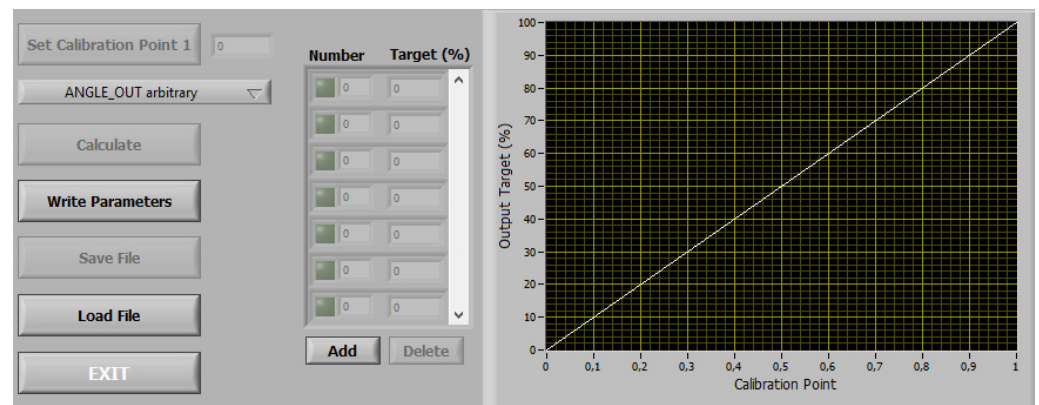 Set Calibration Point 1
0
ANGLE_OUT arbitrary
Calculate
Write Parameters
Save File
Load File
EXIT
Number Target (%)
0 0
0 0
0 0
0 0
0 0
0 0
0 0
Add Delete
Output Target (%)
100
90
80
70
60
50
40
30
20
10
0
0 0,1 0,2 0,3 0,4 0,5 0,6 0,7 0,8 0,9 1
Calibration Point